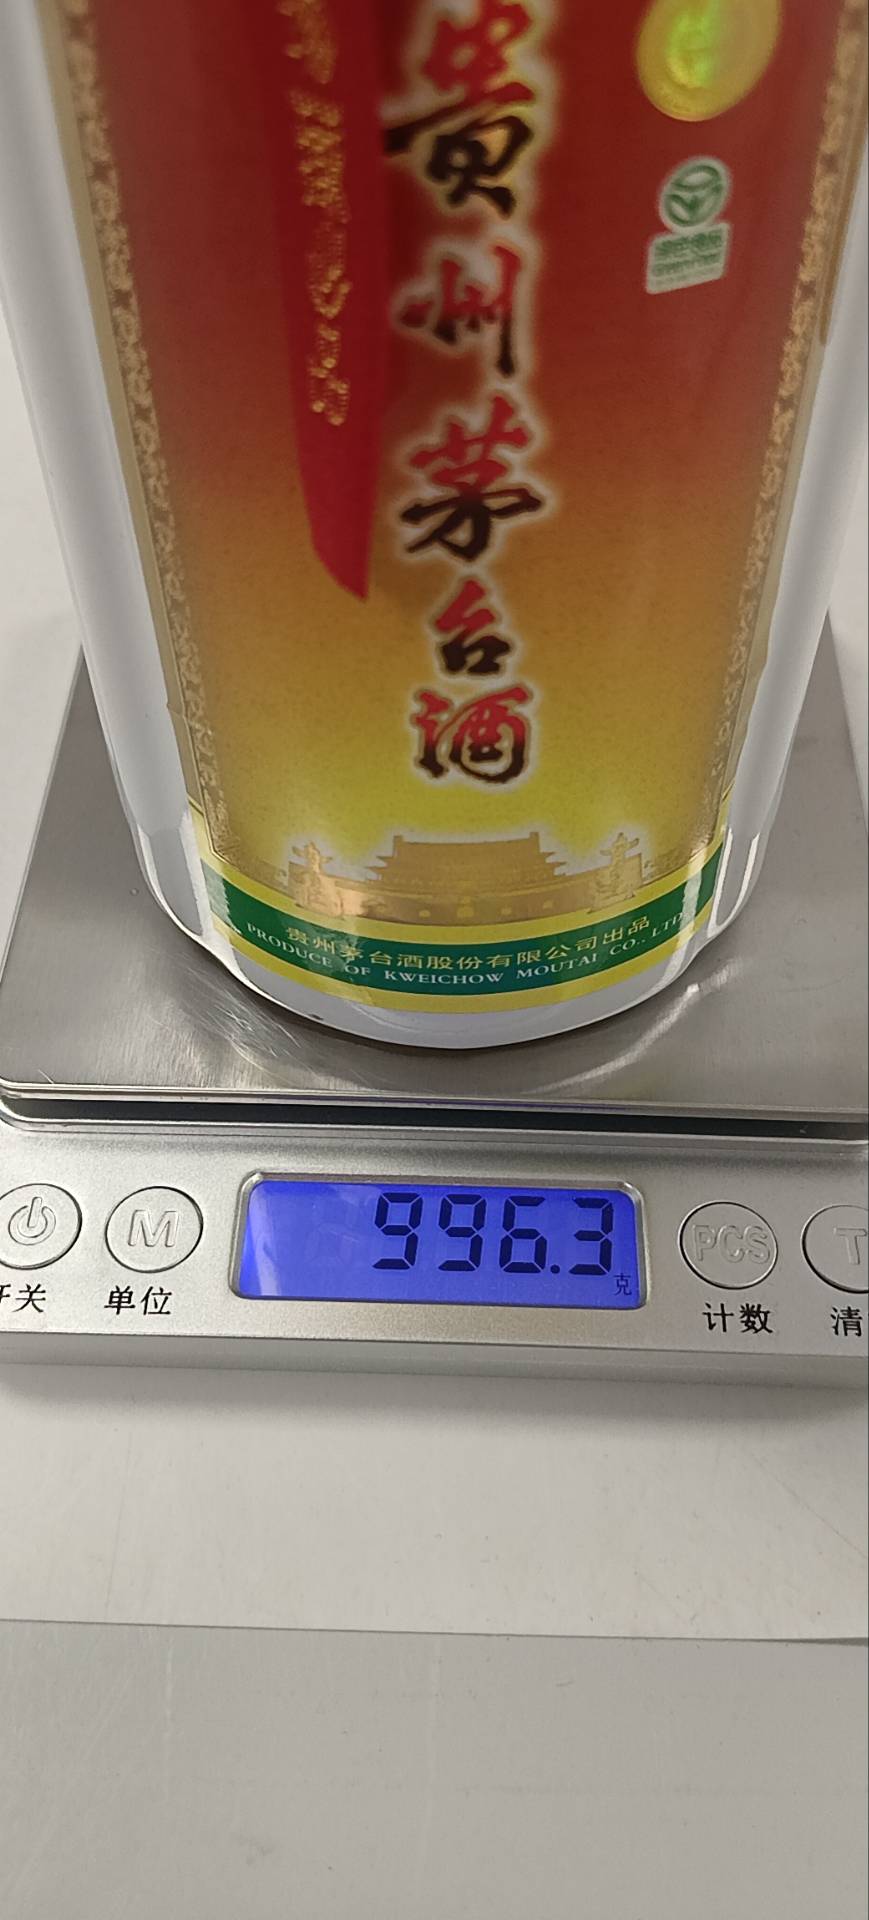 贵州茅台酒
贵州茅台酒股份有限公司出品
PRODUCE OF KWEICHOW MOUTAI CO., LTD
996.3
克
M
PCS
T
开关
单位
计数
清